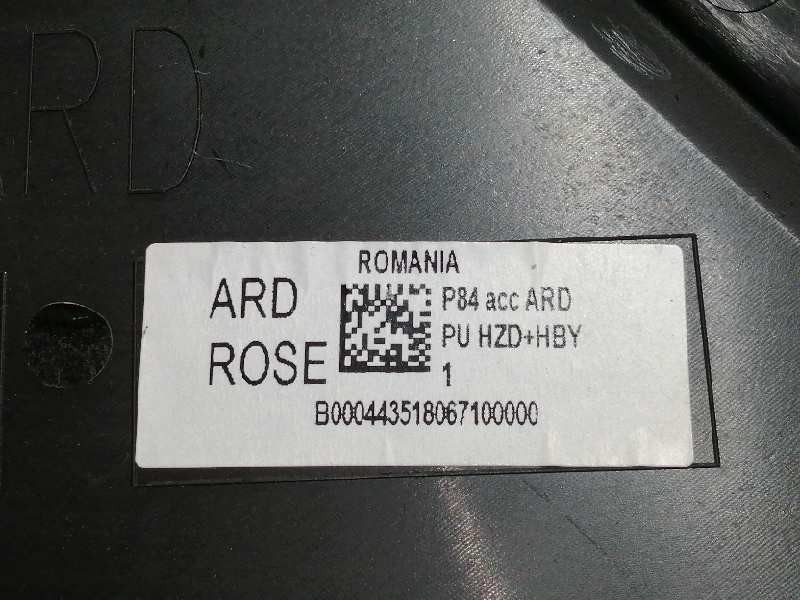 ARD
ROMANIA
ARD
ROSE
P84 acc ARD
PU HZD+HBY
1
B000443518067100000